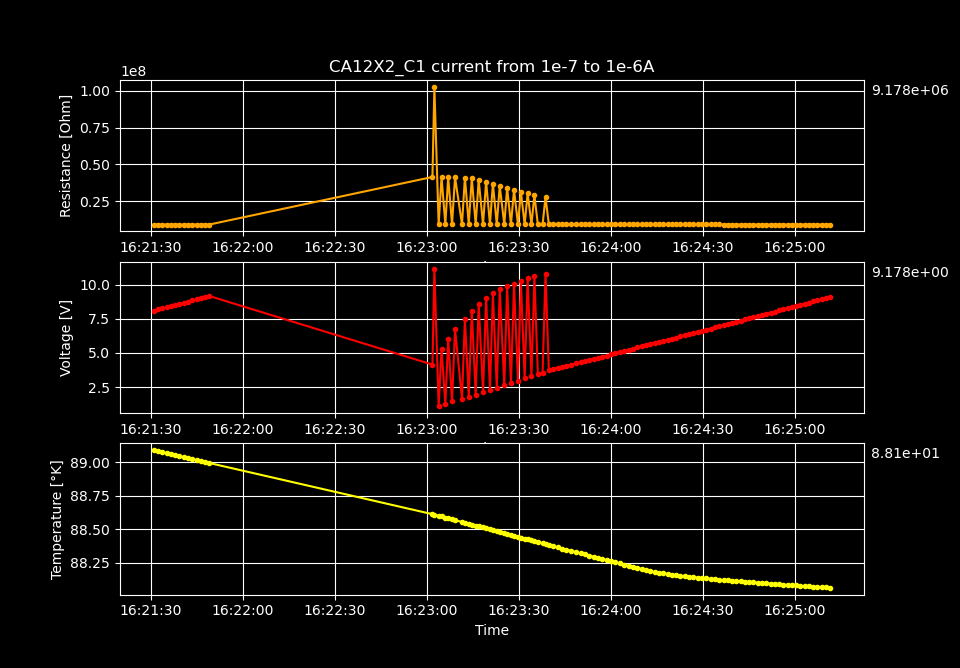 CA12X2_C1 current from 1e-7 to 1e-6A
1e8
9.178e+06
Resistance [Ohm]
1.00
0.75
0.50
0.25
16:21:30 16:22:00 16:22:30 16:23:00 16:23:30 16:24:00 16:24:30 16:25:00
9.178e+00
Voltage [V]
10.0
7.5
5.0
2.5
16:21:30 16:22:00 16:22:30 16:23:00 16:23:30 16:24:00 16:24:30 16:25:00
8.81e+01
Temperature [°K]
89.00
88.75
88.50
88.25
16:21:30 16:22:00 16:22:30 16:23:00 16:23:30 16:24:00 16:24:30 16:25:00
Time